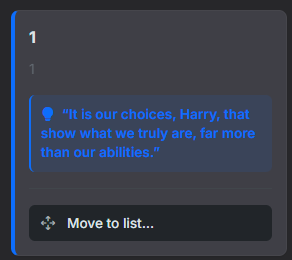 1
1
"It is our choices, Harry, that
show what we truly are, far more
than our abilities."
Move to list...